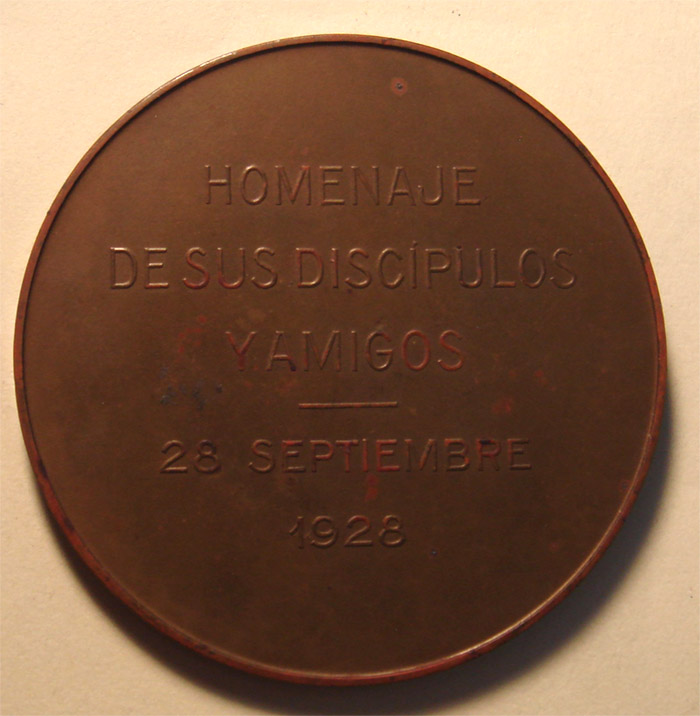 HOMENAJE
DE SUS DISCÍPULOS
Y AMIGOS
28 SEPTIEMBRE
1928